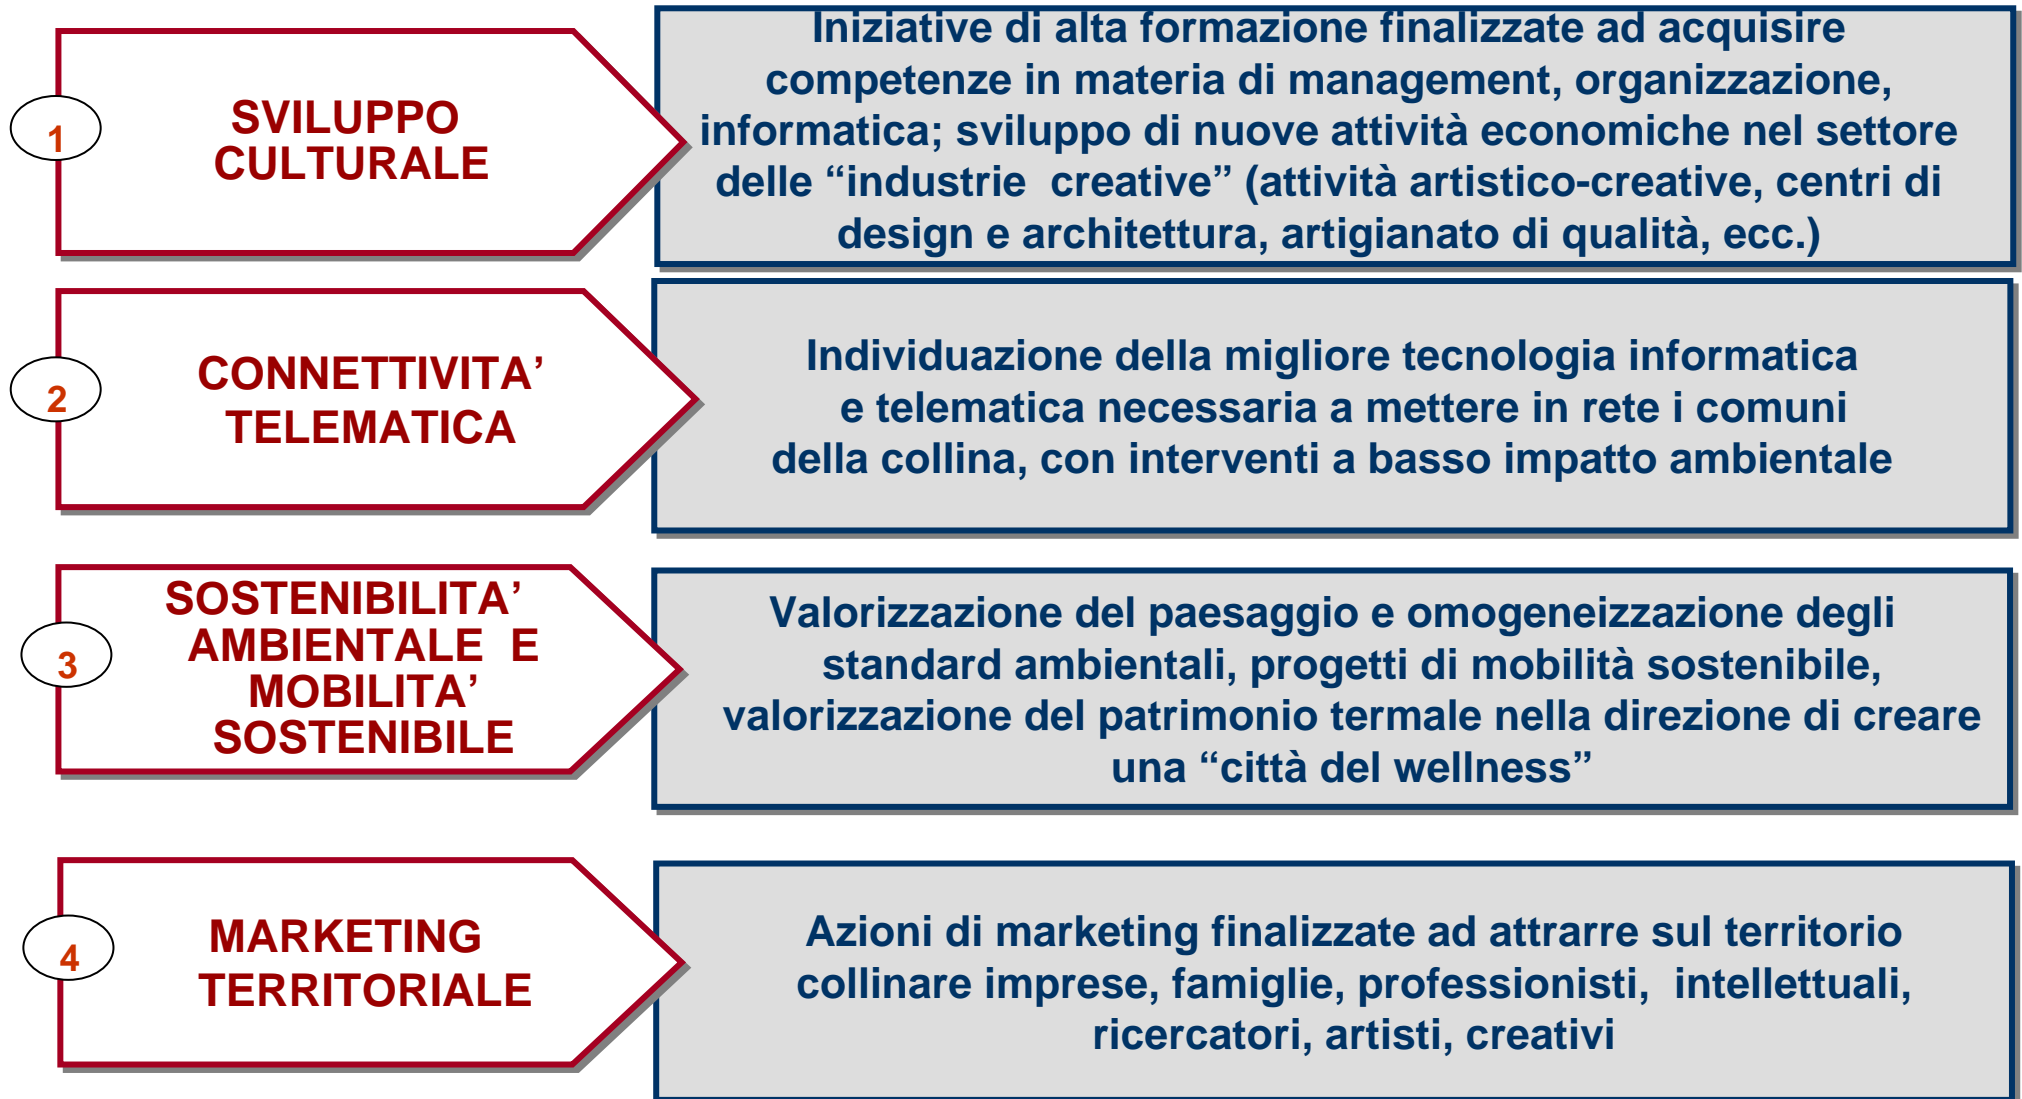 1
SVILUPPO
CULTURALE
Iniziative di alta formazione finalizzate ad acquisire
competenze in materia di management, organizzazione,
informatica; sviluppo di nuove attività economiche nel settore
delle “industrie  creative” (attività artistico-creative, centri di
design e architettura, artigianato di qualità, ecc.)
2
CONNETTIVITA’
TELEMATICA
Individuazione della migliore tecnologia informatica
e telematica necessaria a mettere in rete i comuni
della collina, con interventi a basso impatto ambientale
3
SOSTENIBILITA’
AMBIENTALE  E
MOBILITA’
SOSTENIBILE
Valorizzazione del paesaggio e omogeneizzazione degli
standard ambientali, progetti di mobilità sostenibile,
valorizzazione del patrimonio termale nella direzione di creare
una “città del wellness”
4
MARKETING
TERRITORIALE
Azioni di marketing finalizzate ad attrarre sul territorio
collinare imprese, famiglie, professionisti,  intellettuali,
ricercatori, artisti, creativi